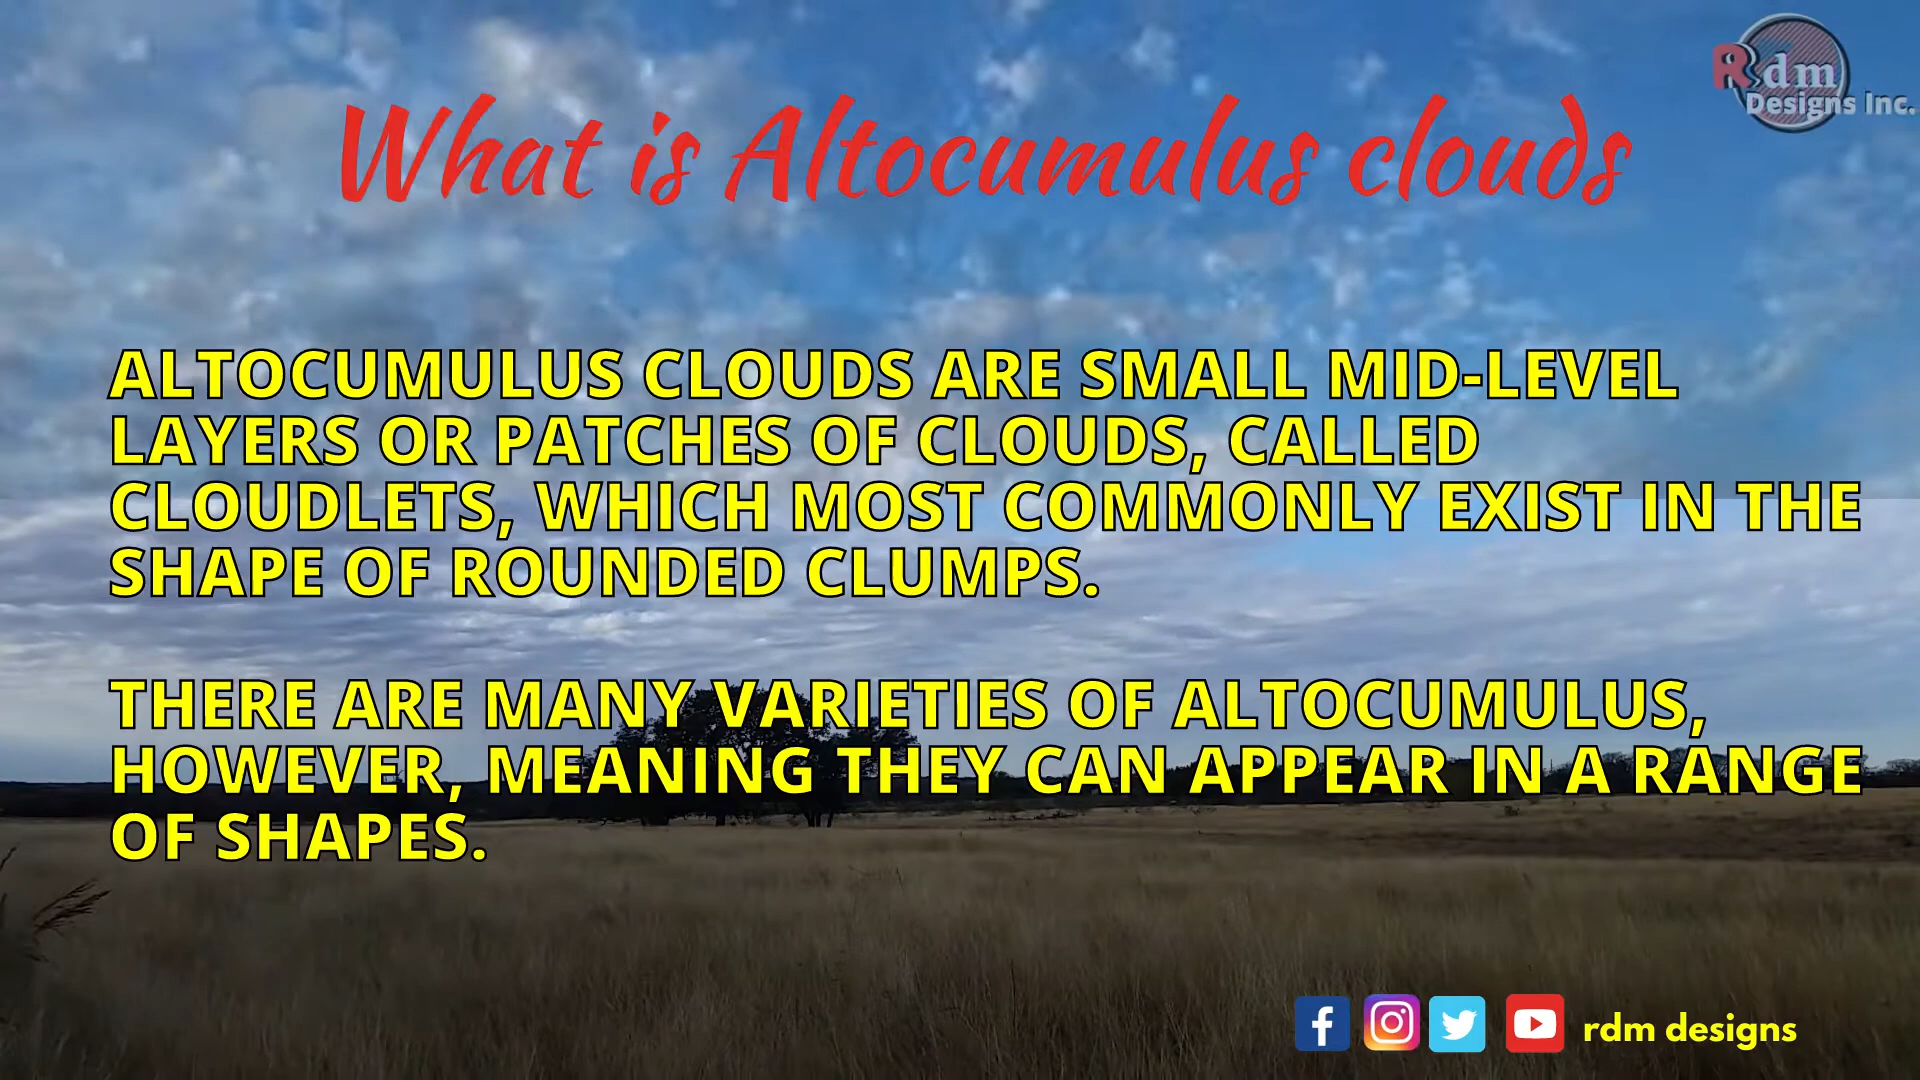 Rdm
Designs Inc.
What is Altocumulus clouds
ALTOCUMULUS CLOUDS ARE SMALL MID-LEVEL
LAYERS OR PATCHES OF CLOUDS, CALLED
CLOUDLETS, WHICH MOST COMMONLY EXIST IN THE
SHAPE OF ROUNDED CLUMPS.
THERE ARE MANY VARIETIES OF ALTOCUMULUS,
HOWEVER, MEANING THEY CAN APPEAR IN A RANGE
OF SHAPES.
rdm designs